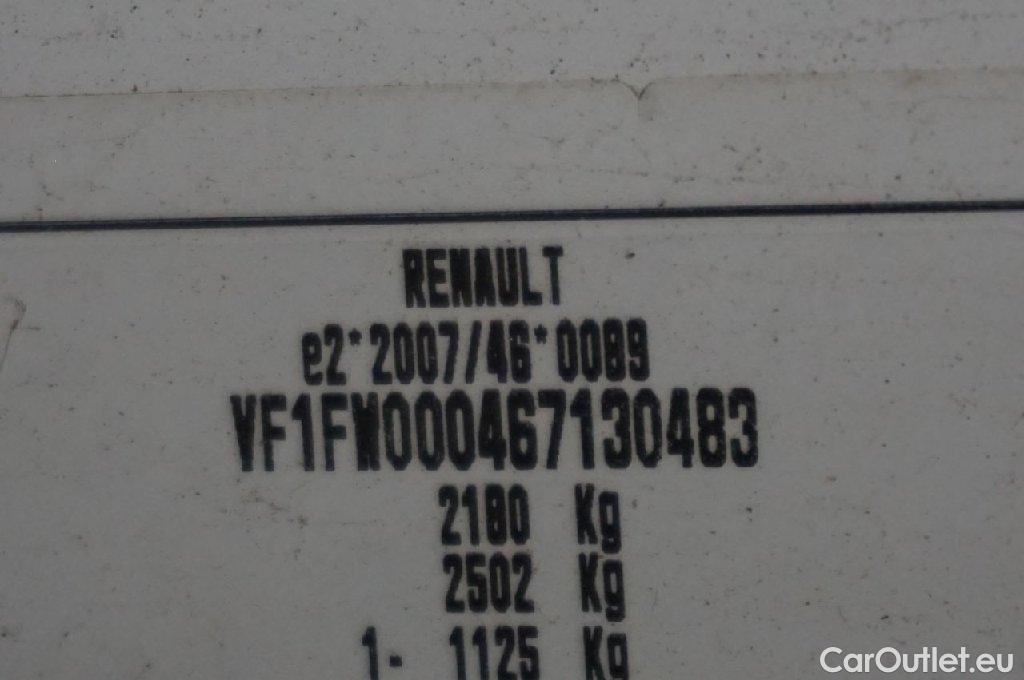 RENAULT
e2*2007/46*0089
VF1FW000467130483
2180 Kg
2502 Kg
1- 1125 Kg
CarOutlet.eu